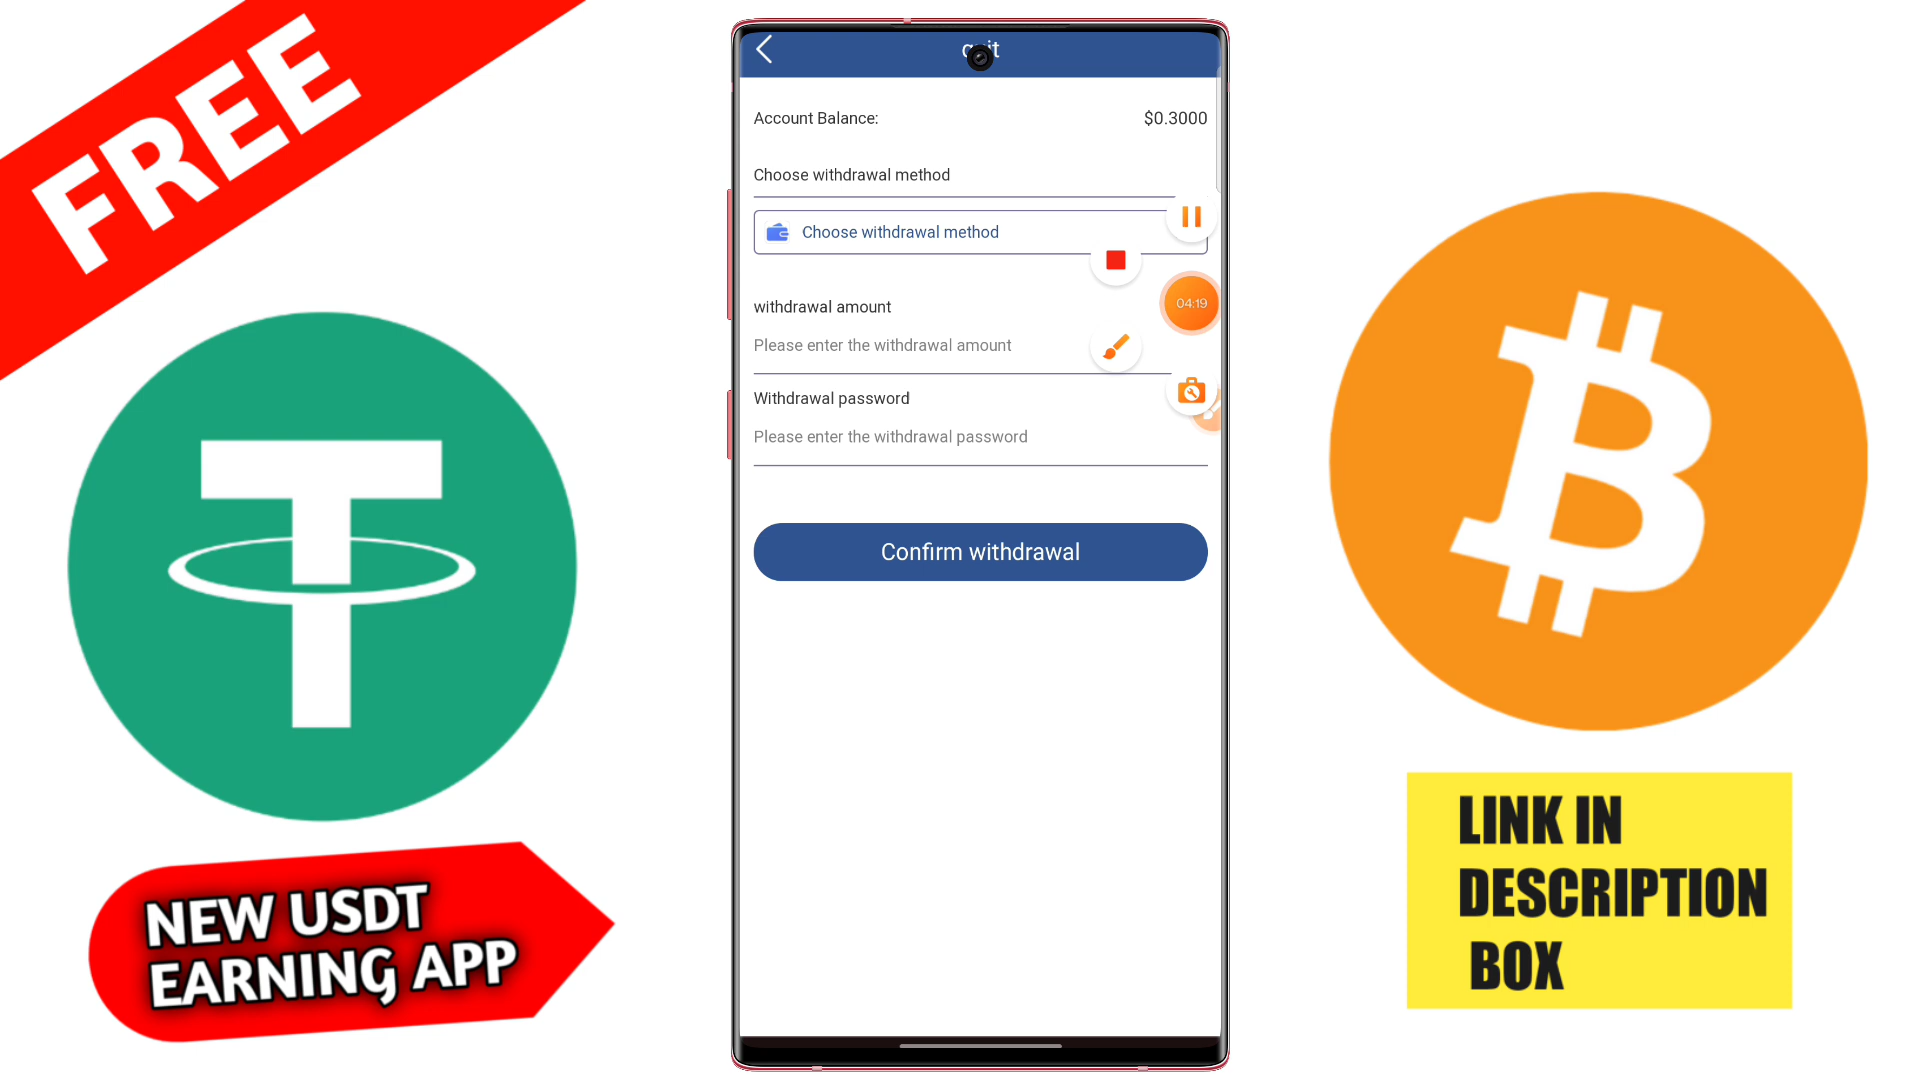 FREE
Account Balance:
$0.3000
Choose withdrawal method
Choose withdrawal method
withdrawal amount
04:19
Please enter the withdrawal amount
Withdrawal password
Please enter the withdrawal password
Confirm withdrawal
NEW USDT
EARNING APP
LINK IN
DESCRIPTION
BOX